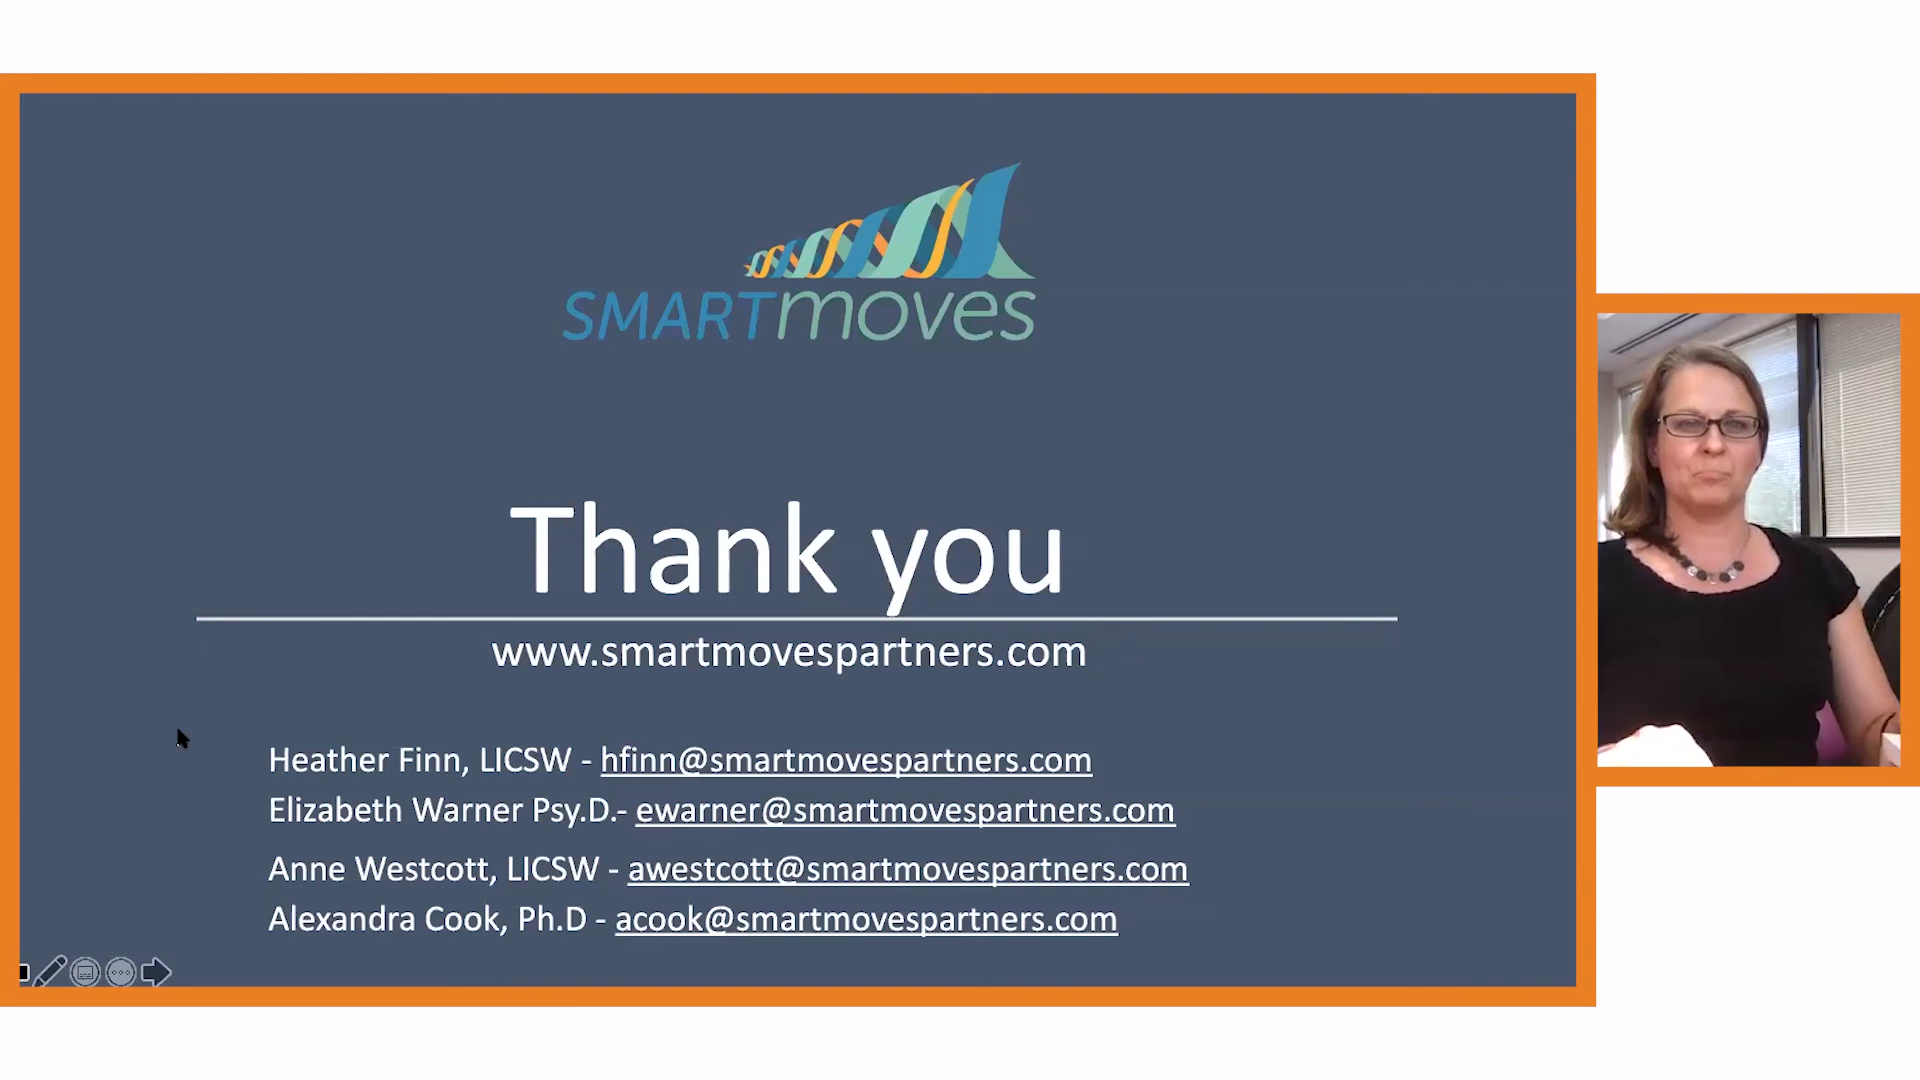 SMARTmoves
Thank you
www.smartmovespartners.com
Heather Finn, LICSW - hfinn@smartmovespartners.com
Elizabeth Warner Psy.D.- ewarner@smartmovespartners.com
Anne Westcott, LICSW - awestcott@smartmovespartners.com
Alexandra Cook, Ph.D - acook@smartmovespartners.com